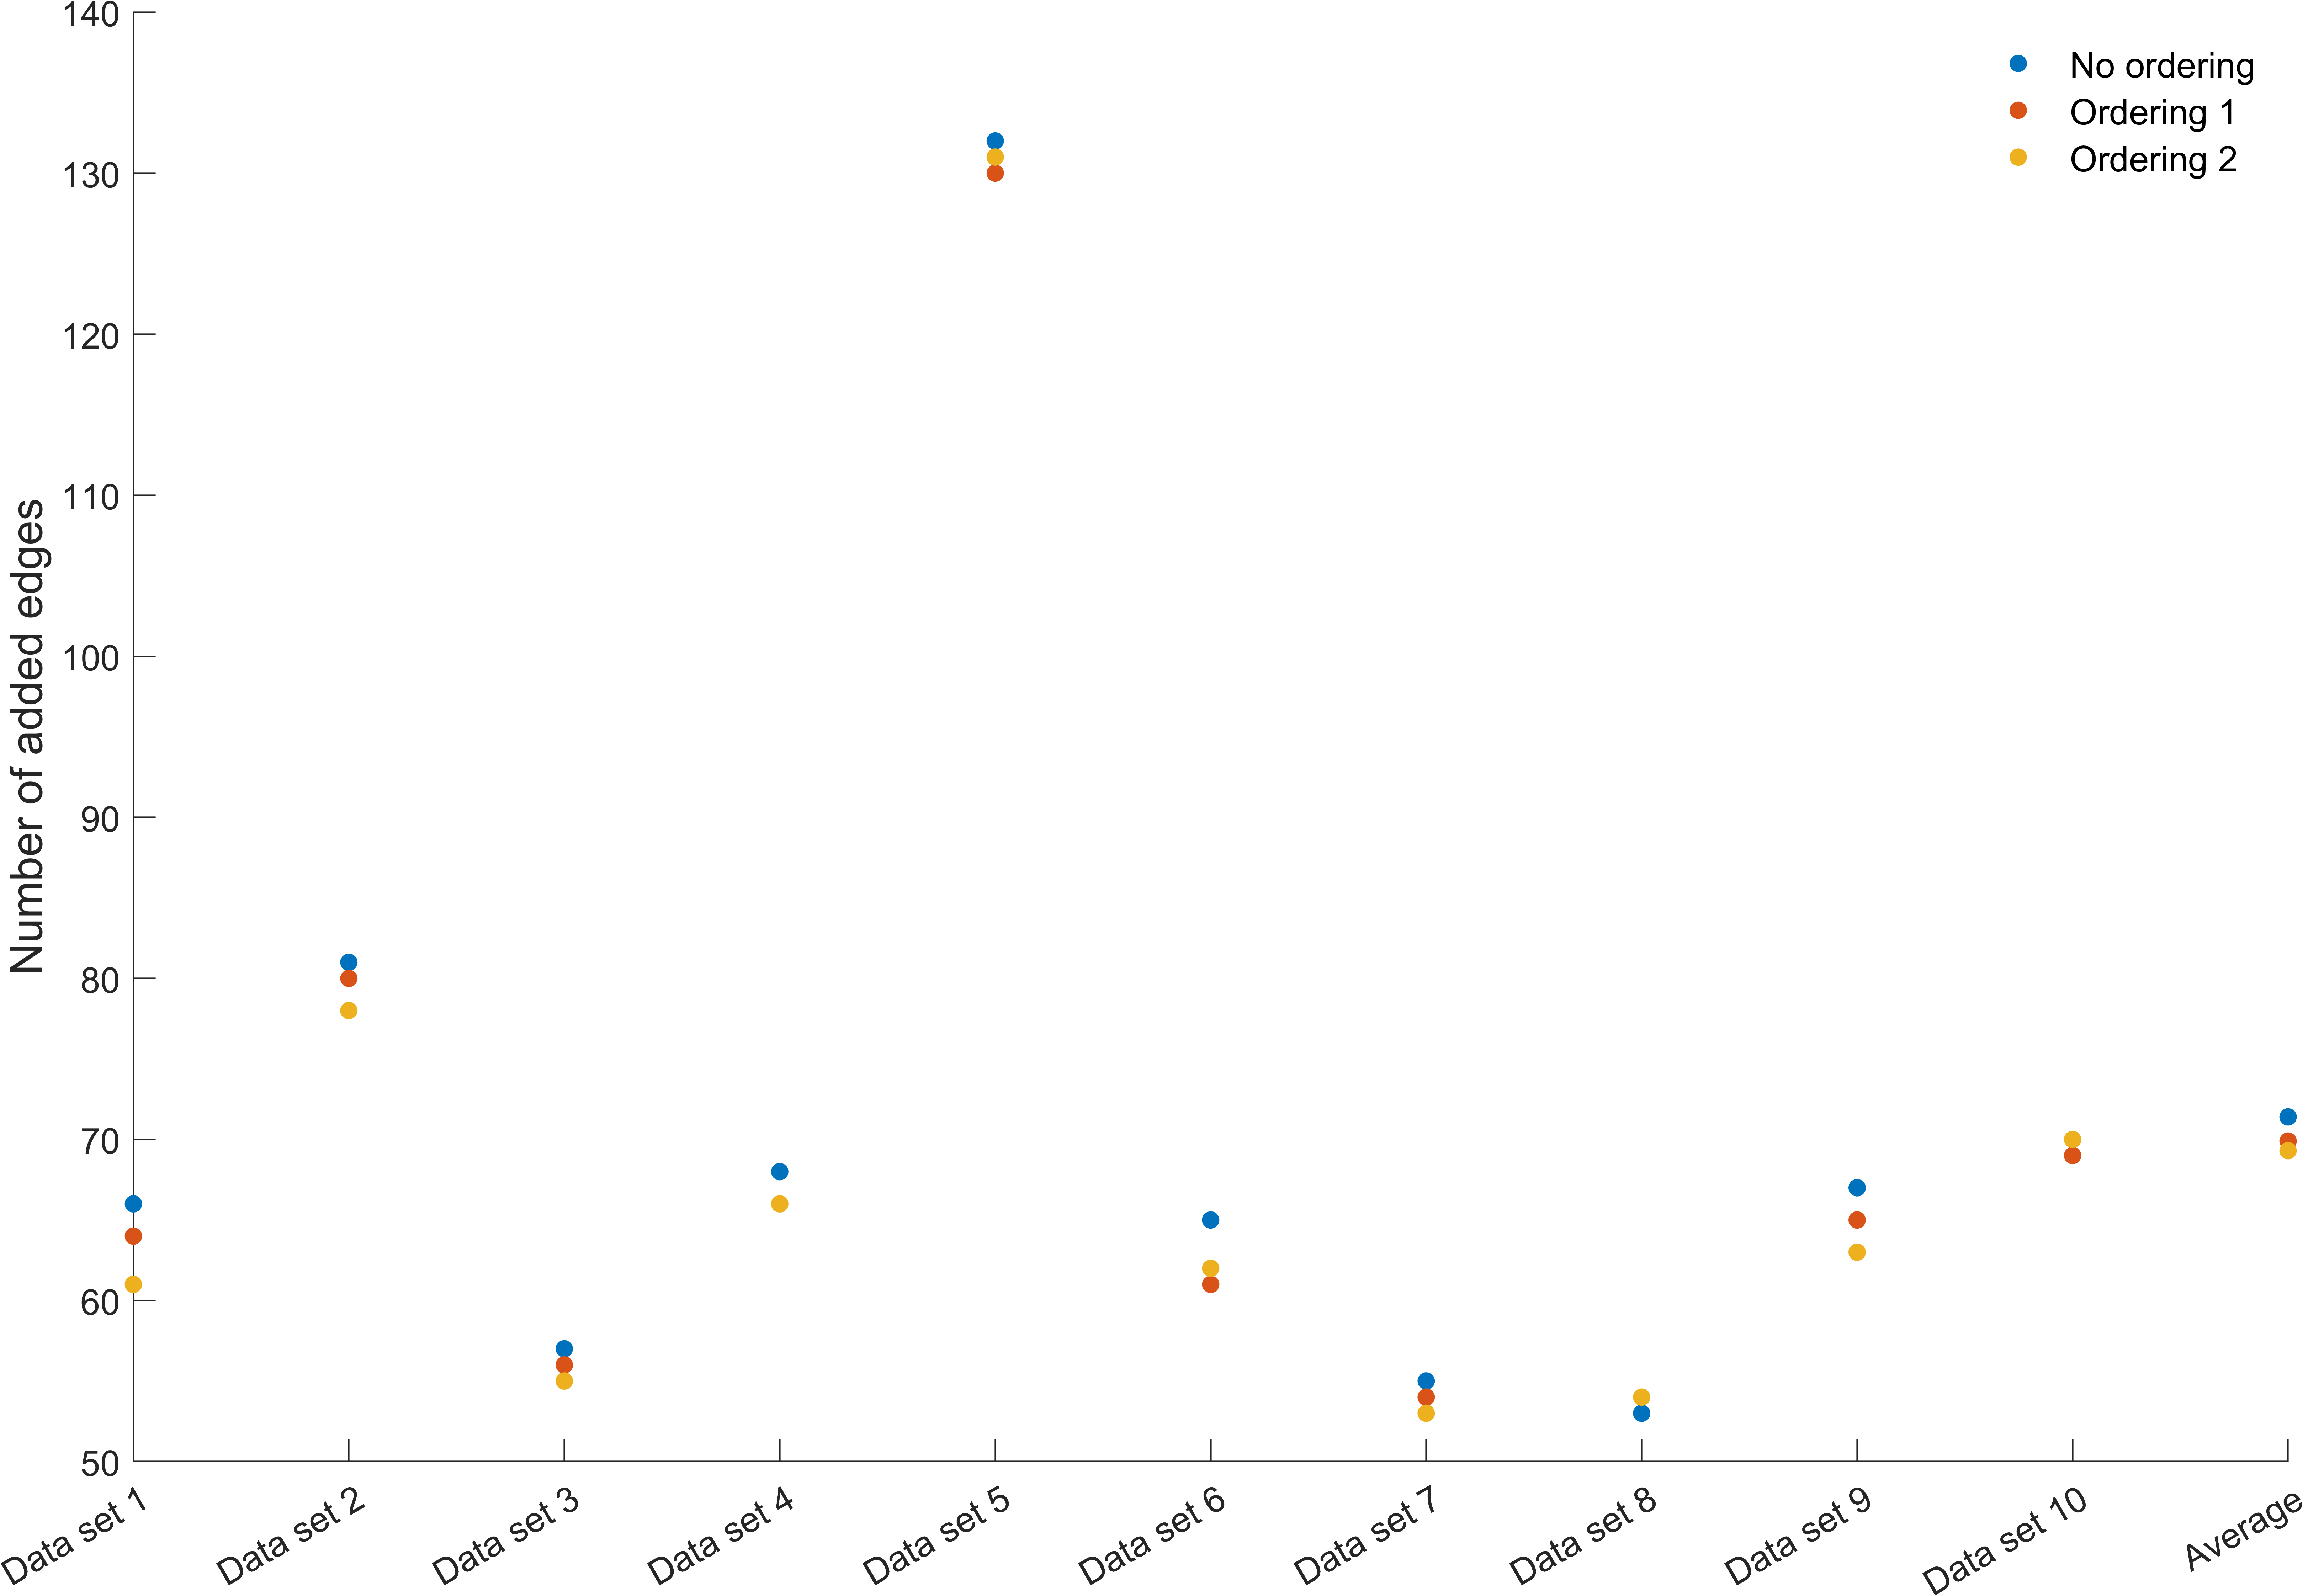 140
130
120
110
100
90
80
70
60
50
Number of added edges
No ordering
Ordering 1
Ordering 2
Data set 1
Data set 2
Data set 3
Data set 4
Data set 5
Data set 6
Data set 7
Data set 8
Data set 9
Data set 10
Average